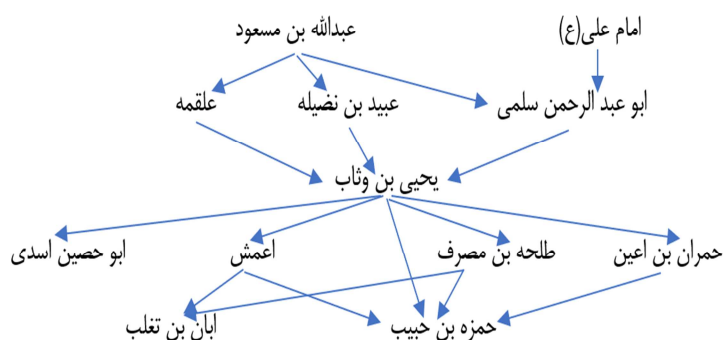 امام علی(ع) عبدالله بن مسعود
ابو عبد الرحمن سلمی عبید بن نضیله علقمه
یحیی بن وثاب
حمران بن اعین طلحه بن مصرف اعمش ابو حصین اسدی
حمزه بن حبیب ابان بن تغلب